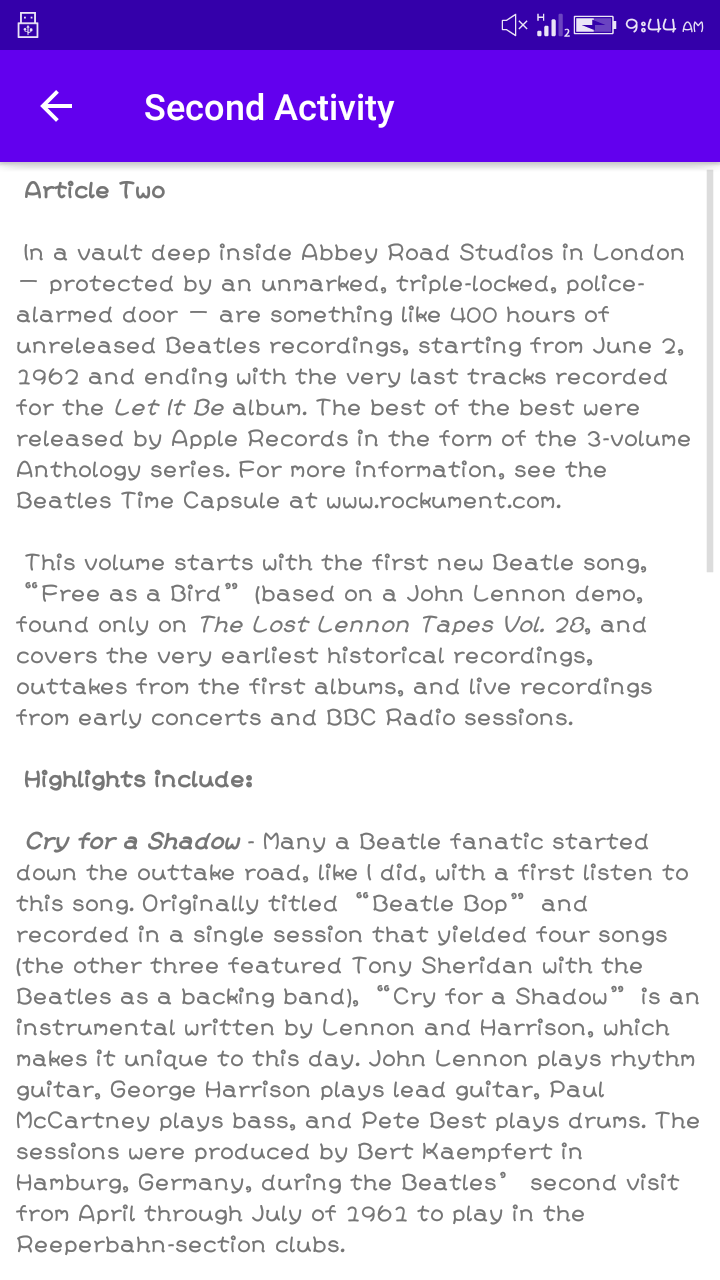 H
2
9:44 AM
Second Activity
Article Two
In a vault deep inside Abbey Road Studios in London
— protected by an unmarked, triple-locked, police-
alarmed door — are something like 400 hours of
unreleased Beatles recordings, starting from June 2,
1962 and ending with the very last tracks recorded
for the Let It Be album. The best of the best were
released by Apple Records in the form of the 3-volume
Anthology series. For more information, see the
Beatles Time Capsule at www.rockument.com.
This volume starts with the first new Beatle song,
“Free as a Bird” (based on a John Lennon demo,
found only on The Lost Lennon Tapes Vol. 28, and
covers the very earliest historical recordings,
outtakes from the first albums, and live recordings
from early concerts and BBC Radio sessions.
Highlights include:
Cry for a Shadow - Many a Beatle fanatic started
down the outtake road, like I did, with a first listen to
this song. Originally titled “Beatle Bop” and
recorded in a single session that yielded four songs
(the other three featured Tony Sheridan with the
Beatles as a backing band), “Cry for a Shadow” is an
instrumental written by Lennon and Harrison, which
makes it unique to this day. John Lennon plays rhythm
guitar, George Harrison plays lead guitar, Paul
McCartney plays bass, and Pete Best plays drums. The
sessions were produced by Bert Kaempfert in
Hamburg, Germany, during the Beatles’ second visit
from April through July of 1961 to play in the
Reeperbahn-section clubs.